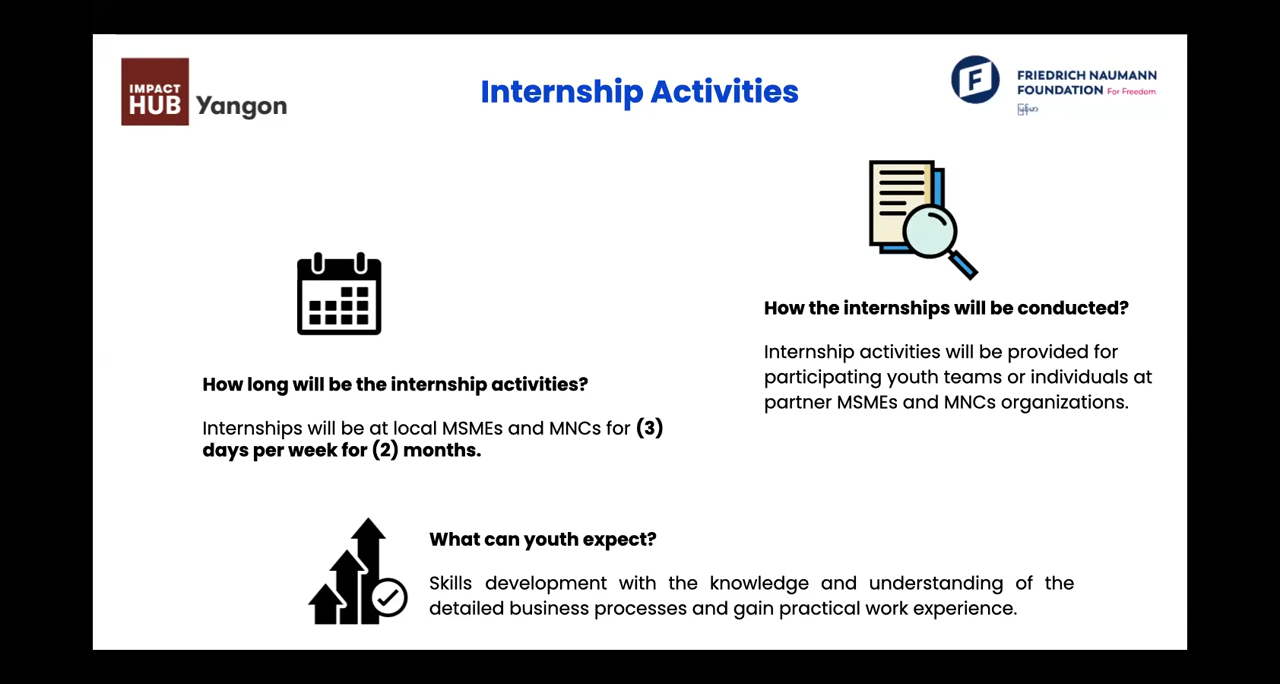 IMPACT
HUB Yangon
Internship Activities
FRIEDRICH NAUMANN
FOUNDATION For Freedom
မြန်မာ
How the internships will be conducted?
Internship activities will be provided for
participating youth teams or individuals at
partner MSMEs and MNCs organizations.
How long will be the internship activities?
Internships will be at local MSMEs and MNCs for (3)
days per week for (2) months.
What can youth expect?
Skills development with the knowledge and understanding of the
detailed business processes and gain practical work experience.